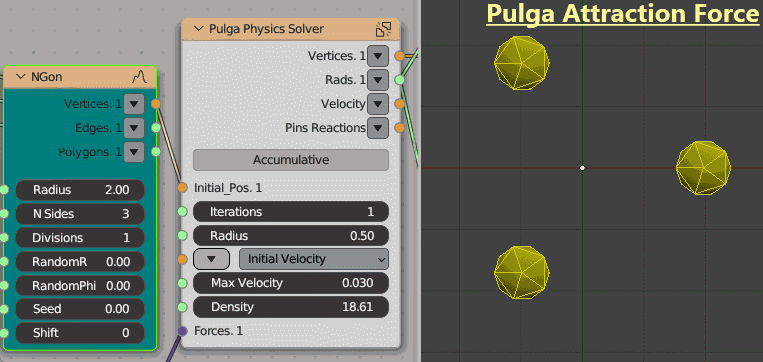 Pulga Attraction Force
NGon
Vertices. 1
Edges. 1
Polygons. 1
Radius 2.00
N Sides 3
Divisions 1
RandomR 0.00
RandomPhi 0.00
Seed 0.00
Shift 0
Pulga Physics Solver
Vertices. 1
Rads. 1
Velocity
Pins Reactions
Accumulative
Initial_Pos. 1
Iterations 1
Radius 0.50
Initial Velocity
Max Velocity 0.030
Density 18.61
Forces. 1